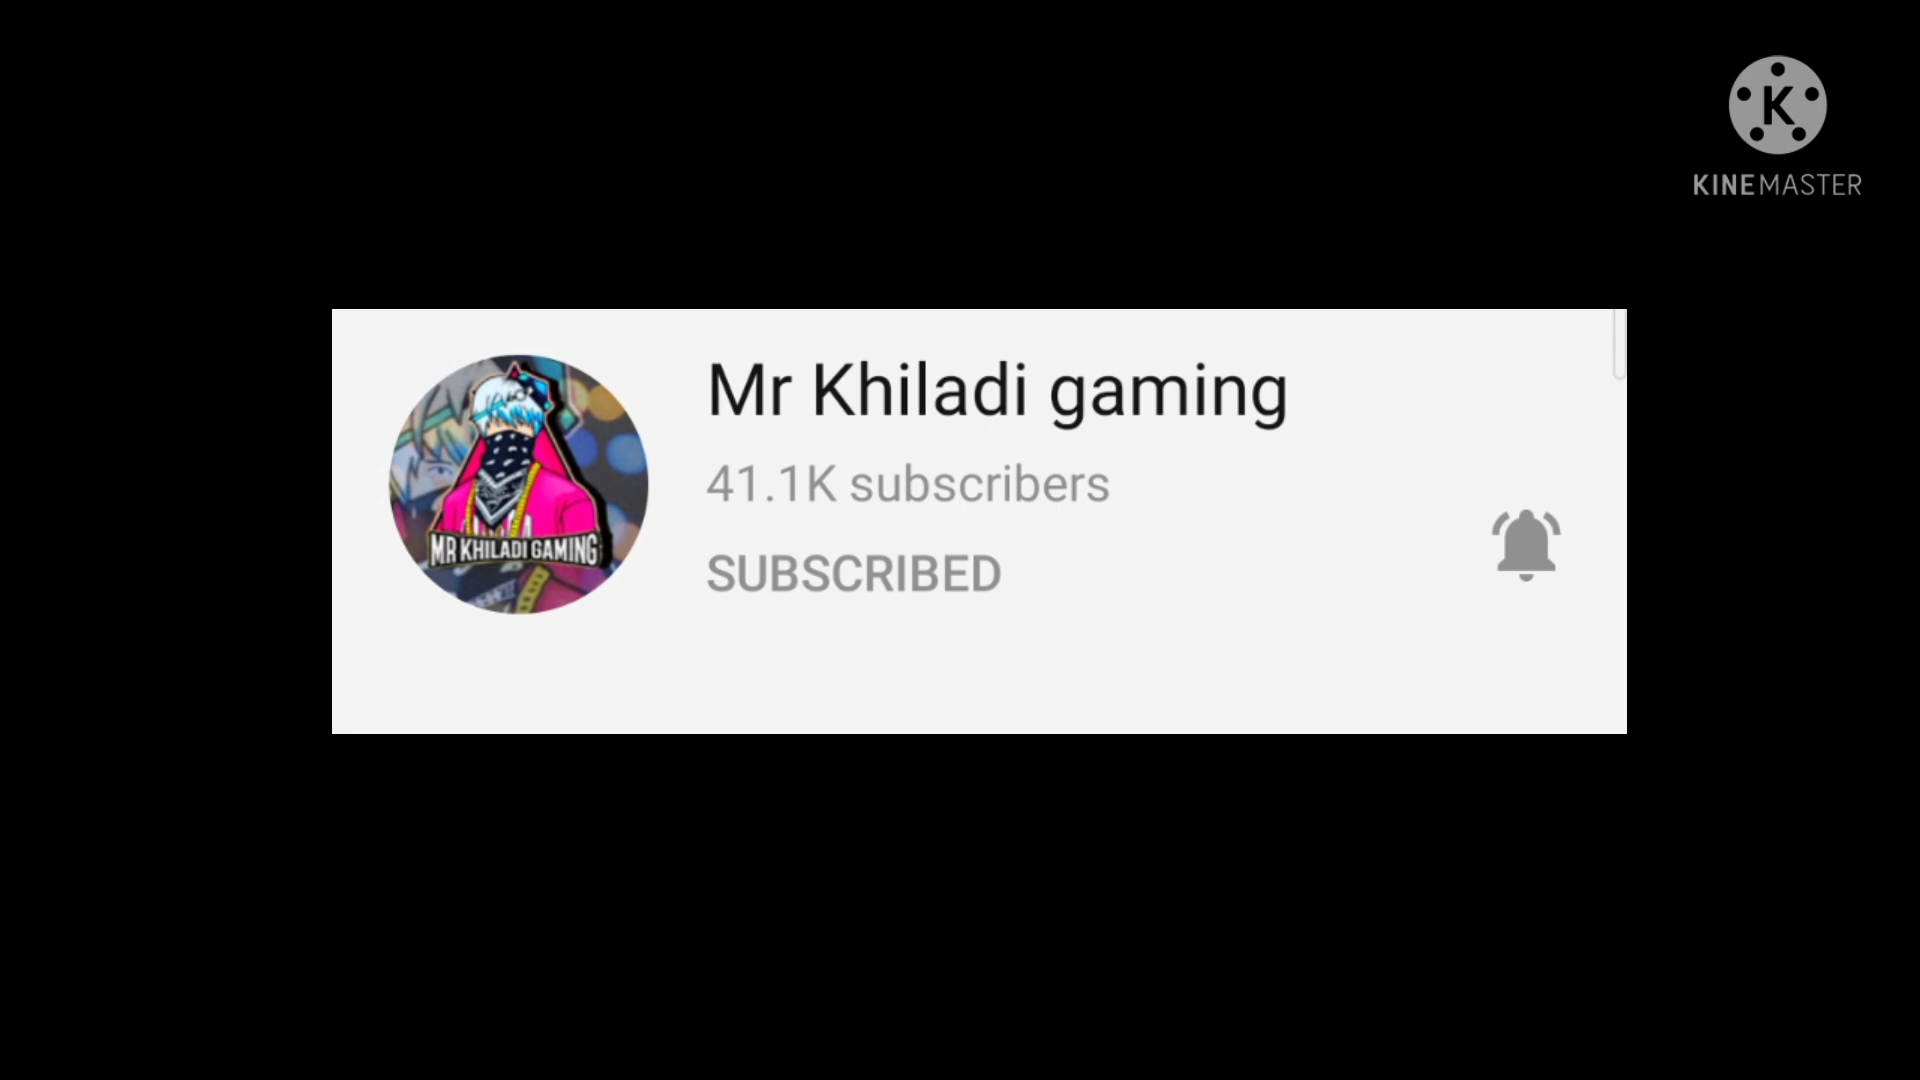 K
KINEMASTER
Mr Khiladi gaming
41.1K subscribers
SUBSCRIBED
MR KHILADI GAMING